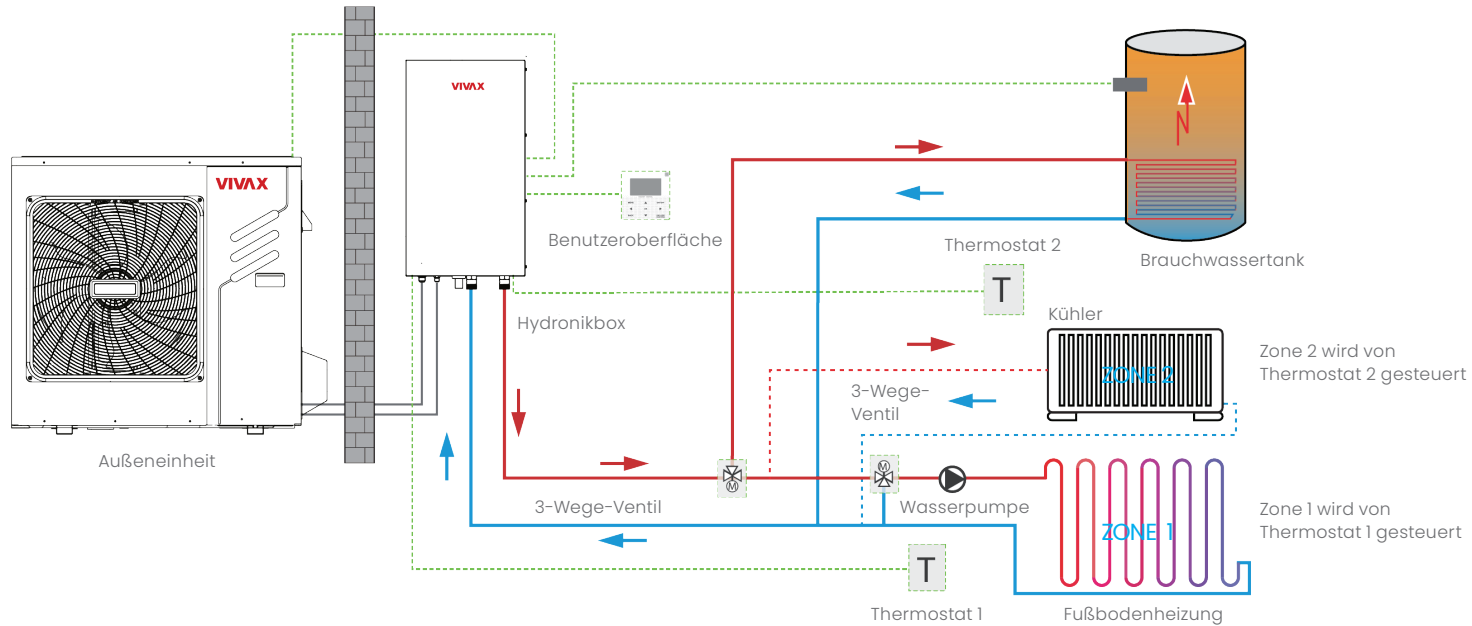 VIVAX
VIVAX
Benutzeroberfläche
Thermostat 2
Brauchwassertank
T
Hydronikbox
Kühler
ZONE 2
Zone 2 wird von
Thermostat 2 gesteuert
3-Wege-
Ventil
Außeneinheit
M
M
3-Wege-Ventil
Wasserpumpe
ZONE 1
Zone 1 wird von
Thermostat 1 gesteuert
T
Thermostat 1
Fußbodenheizung